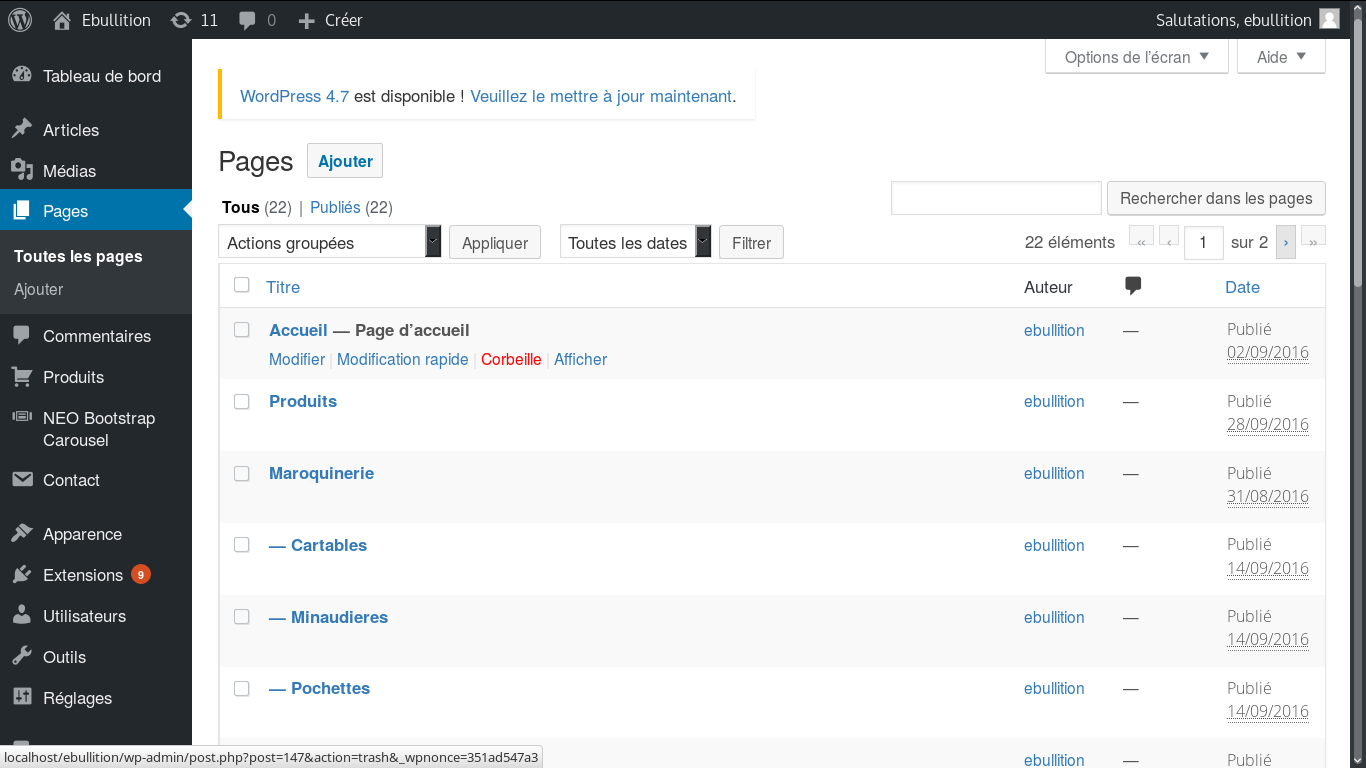 Ebullition 11 0 Créer Salutations, ebullition
Options de l'écran Aide
Tableau de bord
Articles
Médias
Pages
Toutes les pages
Ajouter
Commentaires
Produits
NEO Bootstrap
Carousel
Contact
Apparence
Extensions 9
Utilisateurs
Outils
Réglages
WordPress 4.7 est disponible ! Veuillez le mettre à jour maintenant.
Pages Ajouter
Tous (22) | Publiés (22)
Rechercher dans les pages
Actions groupées Appliquer Toutes les dates Filtrer 22 éléments « ‹ 1 sur 2 › »
Titre Auteur Date
Accueil — Page d'accueil ebullition — Publié
02/09/2016
Modifier | Modification rapide | Corbeille | Afficher
Produits ebullition — Publié
28/09/2016
Maroquinerie ebullition — Publié
31/08/2016
— Cartables ebullition — Publié
14/09/2016
— Minaudieres ebullition — Publié
14/09/2016
— Pochettes ebullition — Publié
14/09/2016
ebullition — Publié
localhost/ebullition/wp-admin/post.php?post=147&action=trash&_wpnonce=351ad547a3